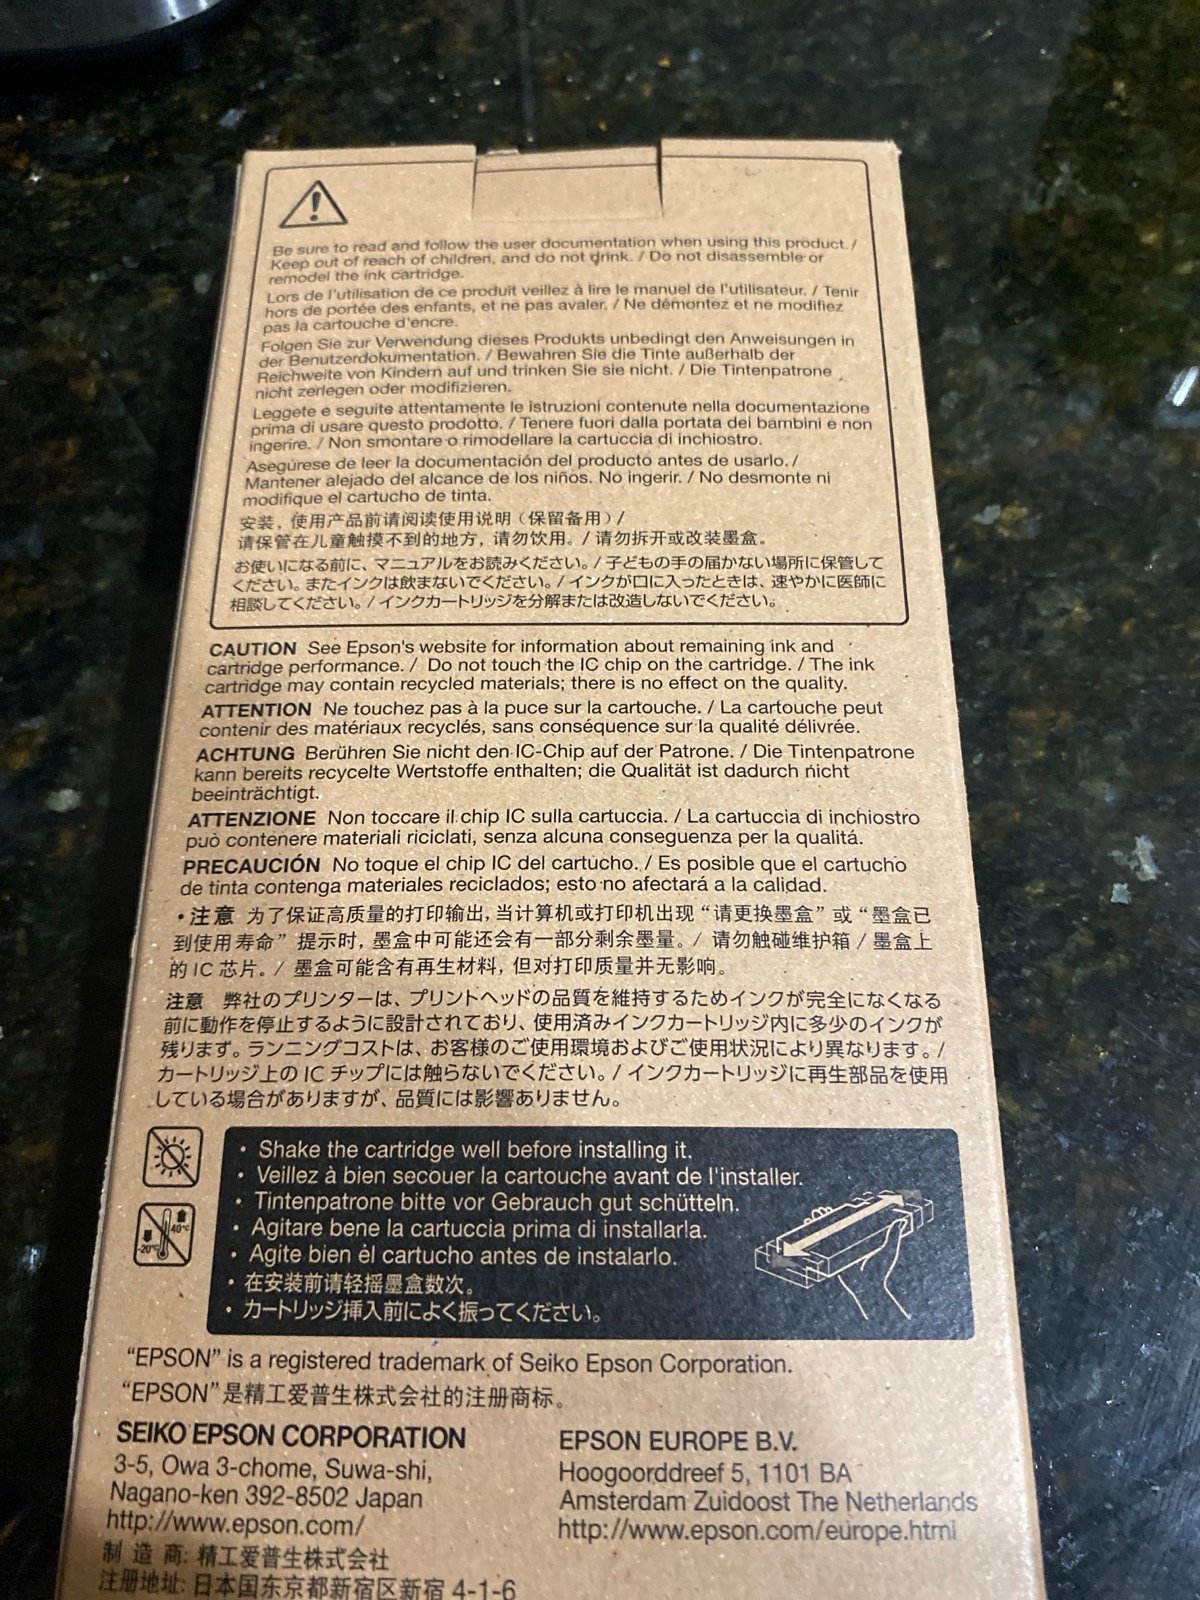 Be sure to read and follow the user documentation when using this product. /
Keep out of reach of children, and do not drink. / Do not disassemble or
remodel the ink cartridge.
Lors de l'utilisation de ce produit veillez à lire le manuel de l'utilisateur. / Tenir
hors de portée des enfants, et ne pas avaler. / Ne démontez et ne modifiez
pas la cartouche d'encre.
Folgen Sie zur Verwendung dieses Produkts unbedingt den Anweisungen in
der Benutzerdokumentation. / Bewahren Sie die Tinte außerhalb der
Reichweite von Kindern auf und trinken Sie sie nicht. / Die Tintenpatrone
nicht zerlegen oder modifizieren.
Leggete e seguite attentamente le istruzioni contenute nella documentazione
prima di usare questo prodotto. / Tenere fuori dalla portata dei bambini e non
ingerire. / Non smontare o rimodellare la cartuccia di inchiostro.
Asegúrese de leer la documentación del producto antes de usarlo. /
Mantener alejado del alcance de los niños. No ingerir. / No desmonte ni
modifique el cartucho de tinta.
安装，使用产品前请阅读使用说明（保留备用）/
请保管在儿童触摸不到的地方，请勿饮用。/ 请勿拆开或改装墨盒。
お使いになる前に、マニュアルをお読みください。/ 子どもの手の届かない場所に保管して
ください。またインクは飲まないでください。/ インクが口に入ったときは、速やかに医師に
相談してください。/ インクカートリッジを分解または改造しないでください。
CAUTION See Epson's website for information about remaining ink and
cartridge performance. / Do not touch the IC chip on the cartridge. / The ink
cartridge may contain recycled materials; there is no effect on the quality.
ATTENTION Ne touchez pas à la puce sur la cartouche. / La cartouche peut
contenir des matériaux recyclés, sans conséquence sur la qualité délivrée.
ACHTUNG Berühren Sie nicht den IC-Chip auf der Patrone. / Die Tintenpatrone
kann bereits recycelte Wertstoffe enthalten; die Qualität ist dadurch nicht
beeinträchtigt.
ATTENZIONE Non toccare il chip IC sulla cartuccia. / La cartuccia di inchiostro
può contenere materiali riciclati, senza alcuna conseguenza per la qualitá.
PRECAUCIÓN No toque el chip IC del cartucho. / Es posible que el cartucho
de tinta contenga materiales reciclados; esto no afectará a la calidad.
・注意 为了保证高质量的打印输出，当计算机或打印机出现“请更换墨盒”或“墨盒已
到使用寿命”提示时，墨盒中可能还会有一部分剩余墨量。/ 请勿触碰维护箱 / 墨盒上
的 IC 芯片。/ 墨盒可能含有再生材料，但对打印质量并无影响。
注意 弊社のプリンターは、プリントヘッドの品質を維持するためインクが完全になくなる
前に動作を停止するように設計されており、使用済みインクカートリッジ内に多少のインクが
残ります。ランニングコストは、お客様のご使用環境およびご使用状況により異なります。/
カートリッジ上の IC チップには触らないでください。/ インクカートリッジに再生部品を使用
している場合がありますが、品質には影響ありません。
• Shake the cartridge well before installing it.
• Veillez à bien secouer la cartouche avant de l'installer.
• Tintenpatrone bitte vor Gebrauch gut schütteln.
• Agitare bene la cartuccia prima di installarla.
• Agite bien el cartucho antes de instalarlo.
• 在安装前请轻摇墨盒数次。
• カートリッジ挿入前によく振ってください。
40°C
-20°C
“EPSON” is a registered trademark of Seiko Epson Corporation.
“EPSON”是精工爱普生株式会社的注册商标。
SEIKO EPSON CORPORATION
3-5, Owa 3-chome, Suwa-shi,
Nagano-ken 392-8502 Japan
http://www.epson.com/
EPSON EUROPE B.V.
Hoogoorddreef 5, 1101 BA
Amsterdam Zuidoost The Netherlands
http://www.epson.com/europe.html
制 造 商: 精工爱普生株式会社
注册地址: 日本国东京都新宿区新宿 4-1-6